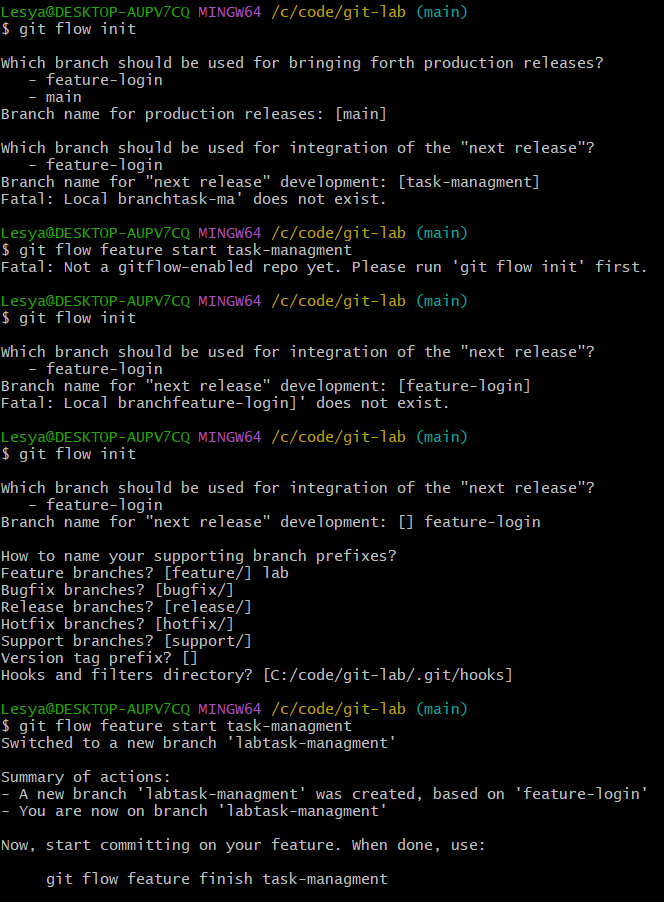 Lesya@DESKTOP-AUPV7CQ MINGW64 /c/code/git-lab (main)
$ git flow init

Which branch should be used for bringing forth production releases?
   - feature-login
   - main
Branch name for production releases: [main]

Which branch should be used for integration of the "next release"?
   - feature-login
Branch name for "next release" development: [task-managment]
Fatal: Local branchtask-ma' does not exist.

Lesya@DESKTOP-AUPV7CQ MINGW64 /c/code/git-lab (main)
$ git flow feature start task-managment
Fatal: Not a gitflow-enabled repo yet. Please run 'git flow init' first.

Lesya@DESKTOP-AUPV7CQ MINGW64 /c/code/git-lab (main)
$ git flow init

Which branch should be used for integration of the "next release"?
   - feature-login
Branch name for "next release" development: [feature-login]
Fatal: Local branchfeature-login]' does not exist.

Lesya@DESKTOP-AUPV7CQ MINGW64 /c/code/git-lab (main)
$ git flow init

Which branch should be used for integration of the "next release"?
   - feature-login
Branch name for "next release" development: [] feature-login

How to name your supporting branch prefixes?
Feature branches? [feature/] lab
Bugfix branches? [bugfix/]
Release branches? [release/]
Hotfix branches? [hotfix/]
Support branches? [support/]
Version tag prefix? []
Hooks and filters directory? [C:/code/git-lab/.git/hooks]

Lesya@DESKTOP-AUPV7CQ MINGW64 /c/code/git-lab (main)
$ git flow feature start task-managment
Switched to a new branch 'labtask-managment'

Summary of actions:
- A new branch 'labtask-managment' was created, based on 'feature-login'
- You are now on branch 'labtask-managment'

Now, start committing on your feature. When done, use:

     git flow feature finish task-managment